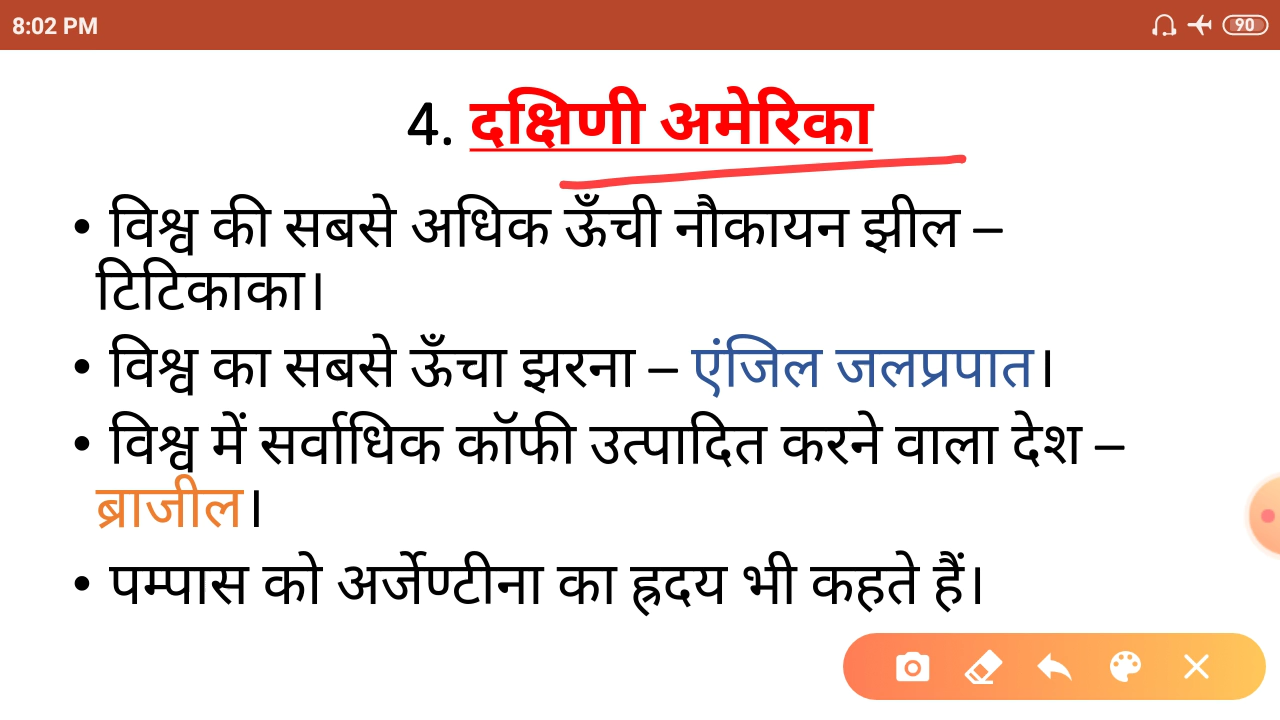 8:02 PM
90
4. दक्षिणी अमेरिका
• विश्व की सबसे अधिक ऊँची नौकायन झील –
टिटिकाका।
• विश्व का सबसे ऊँचा झरना – एंजिल जलप्रपात।
• विश्व में सर्वाधिक कॉफी उत्पादित करने वाला देश –
ब्राजील।
• पम्पास को अर्जेण्टीना का ह्रदय भी कहते हैं।